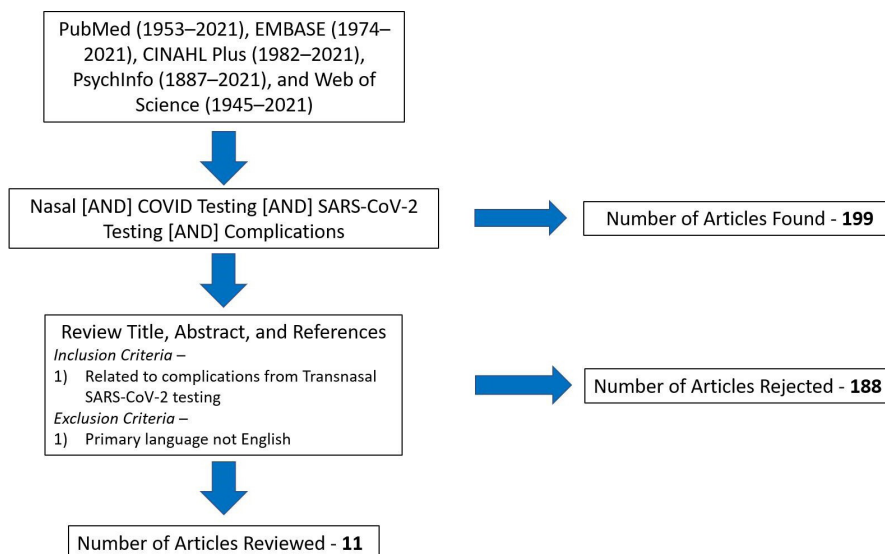 PubMed (1953–2021), EMBASE (1974–
2021), CINAHL Plus (1982–2021),
PsychInfo (1887–2021), and Web of
Science (1945–2021)
Nasal [AND] COVID Testing [AND] SARS-CoV-2
Testing [AND] Complications
Number of Articles Found - 199
Review Title, Abstract, and References
Inclusion Criteria –
1) Related to complications from Transnasal
SARS-CoV-2 testing
Exclusion Criteria –
1) Primary language not English
Number of Articles Rejected - 188
Number of Articles Reviewed - 11